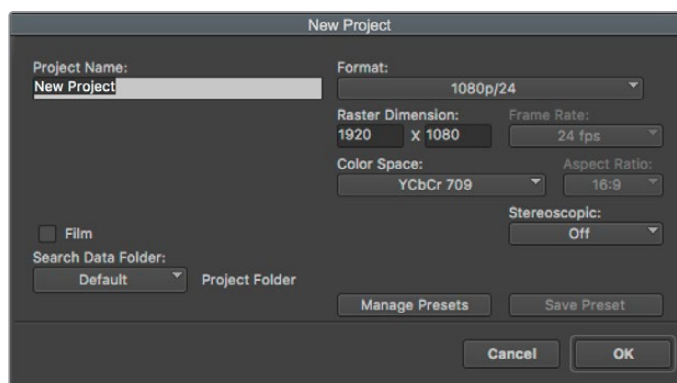 New Project
Project Name:
New Project
Format:
1080p/24
Raster Dimension:
1920 x 1080
Frame Rate:
24 fps
Color Space:
YCbCr 709
Aspect Ratio:
16:9
Stereoscopic:
Off
Film
Search Data Folder:
Default
Project Folder
Manage Presets
Save Preset
Cancel
OK